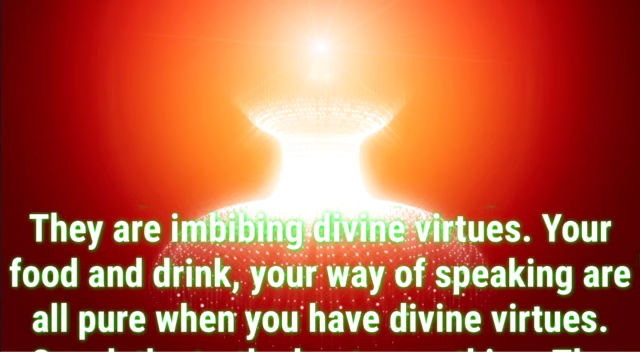 They are imbibing divine virtues. Your
food and drink, your way of speaking are
all pure when you have divine virtues.